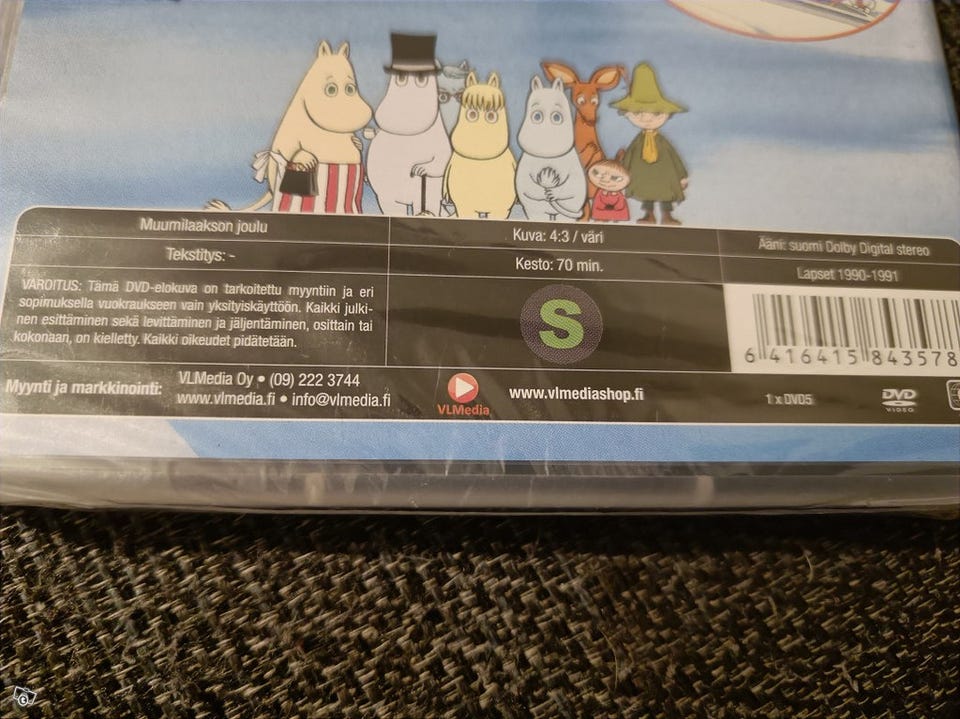 Muumilaakson joulu
Kuva: 4:3 / väri
Ääni: suomi Dolby Digital stereo
Tekstitys: -
Kesto: 70 min.
Lapset 1990-1991
VAROITUS: Tämä DVD-elokuva on tarkoitettu myyntiin ja eri
sopimuksella vuokraukseen vain yksityiskäyttöön. Kaikki julki-
nen esittäminen sekä levittäminen ja jäljentäminen, osittain tai
kokonaan, on kielletty. Kaikki oikeudet pidätetään.
S
6 416415 843578
Myynti ja markkinointi:
VLMedia Oy • (09) 222 3744
www.vlmedia.fi • info@vlmedia.fi
VLMedia
www.vlmediashop.fi
1 x DVD5
DVD
VIDEO